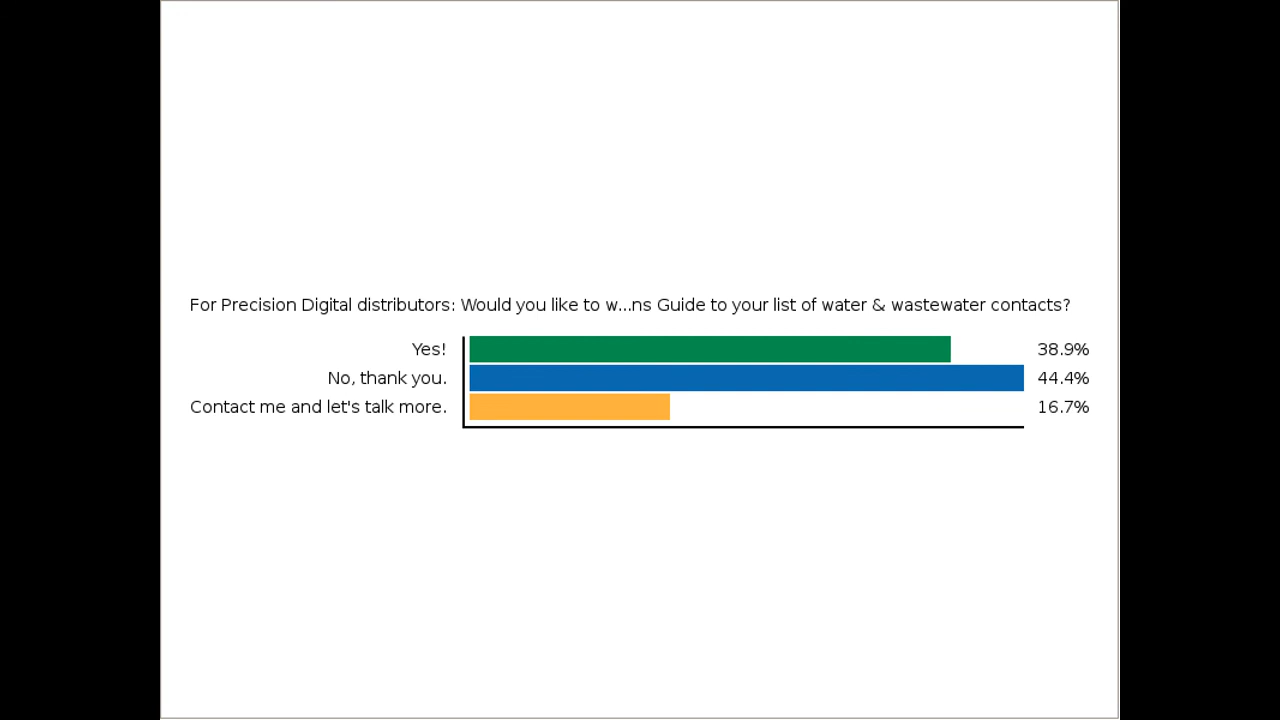 For Precision Digital distributors: Would you like to w...ns Guide to your list of water & wastewater contacts?
Yes! 38.9%
No, thank you. 44.4%
Contact me and let's talk more. 16.7%